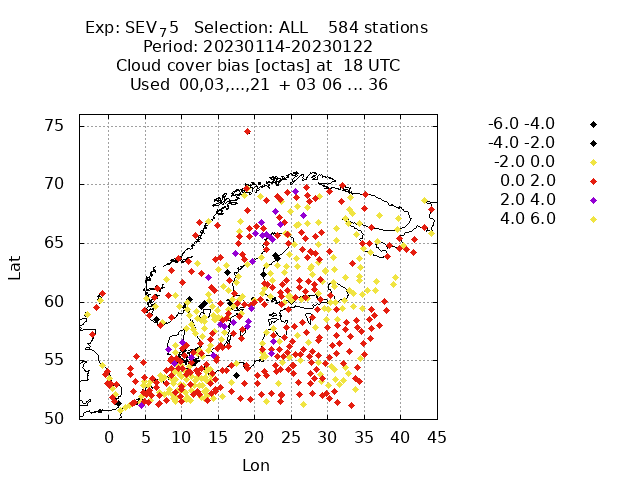 Exp: SEV₇5   Selection: ALL    584 stations
Period: 20230114-20230122
Cloud cover bias [octas] at  18 UTC
Used  00,03,...,21  + 03 06 ... 36
-6.0 -4.0
-4.0 -2.0
-2.0 0.0
0.0 2.0
2.0 4.0
4.0 6.0
75
70
65
60
55
50
Lat
0 5 10 15 20 25 30 35 40 45
Lon